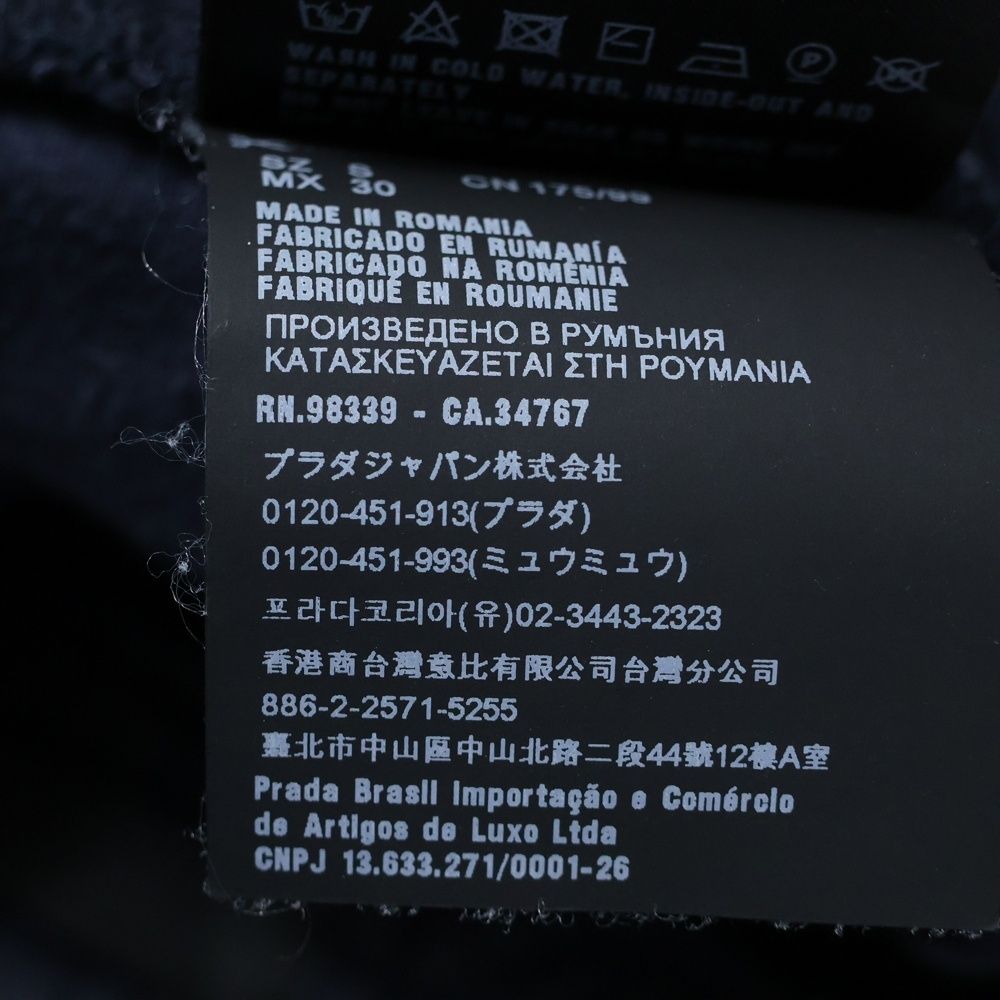 WASH IN COLD WATER, INSIDE-OUT AND
SEPARATELY
SZ S
MX 30
MADE IN ROMANIA
FABRICADO EN RUMANÍA
FABRICADO NA ROMÊNIA
FABRIQUÉ EN ROUMANIE
ПРОИЗВЕДЕНО В РУМЪНИЯ
ΚΑΤΑΣΚΕΥΑΖΕΤΑΙ ΣΤΗ ΡΟΥΜΑΝΙΑ
RN.98339 - CA.34767
プラダジャパン株式会社
0120-451-913(プラダ)
0120-451-993(ミュウミュウ)
프라다코리아(유)02-3443-2323
香港商台灣意比有限公司台灣分公司
886-2-2571-5255
臺北市中山區中山北路二段44號12樓A室
Prada Brasil Importação e Comércio
de Artigos de Luxo Ltda
CNPJ 13.633.271/0001-26